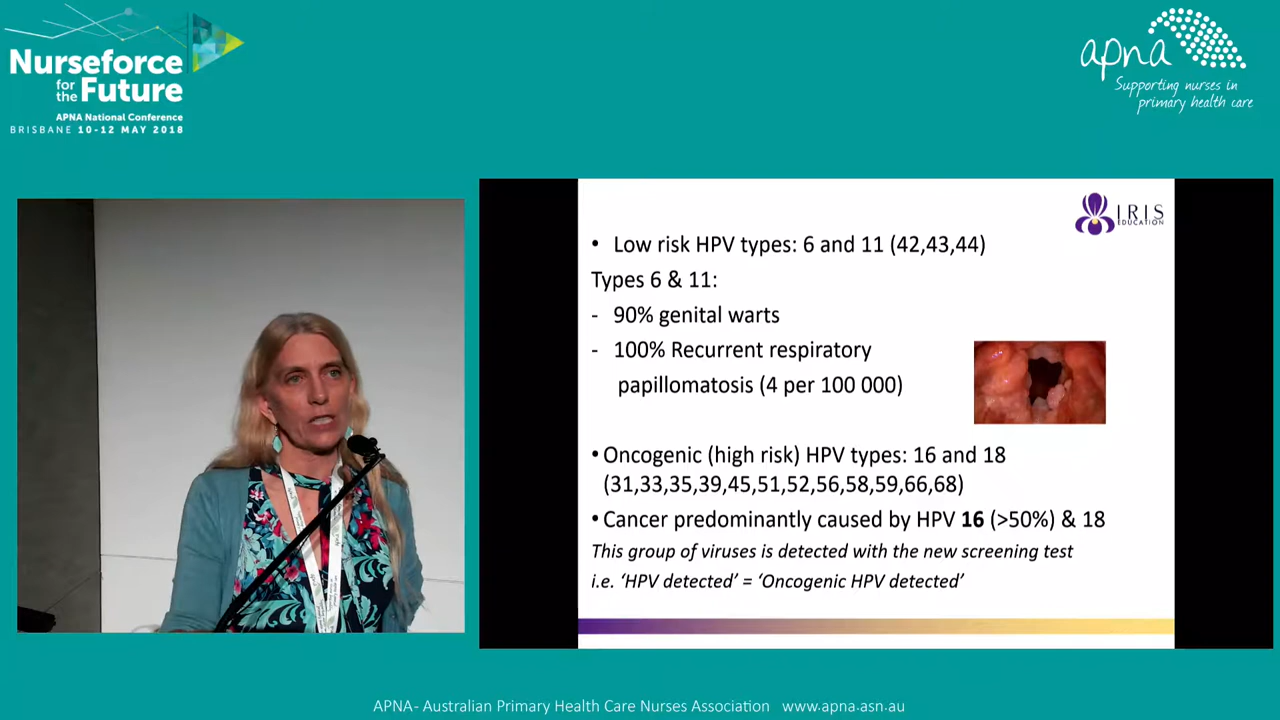 Nurseforce
for the Future
APNA National Conference
BRISBANE 10-12 MAY 2018
apna
Supporting nurses in
primary health care
IRIS
EDUCATION
• Low risk HPV types: 6 and 11 (42,43,44)
Types 6 & 11:
- 90% genital warts
- 100% Recurrent respiratory
papillomatosis (4 per 100 000)
• Oncogenic (high risk) HPV types: 16 and 18
(31,33,35,39,45,51,52,56,58,59,66,68)
• Cancer predominantly caused by HPV 16 (>50%) & 18
This group of viruses is detected with the new screening test
i.e. ‘HPV detected’ = ‘Oncogenic HPV detected’
APNA- Australian Primary Health Care Nurses Association www.apna.asn.au